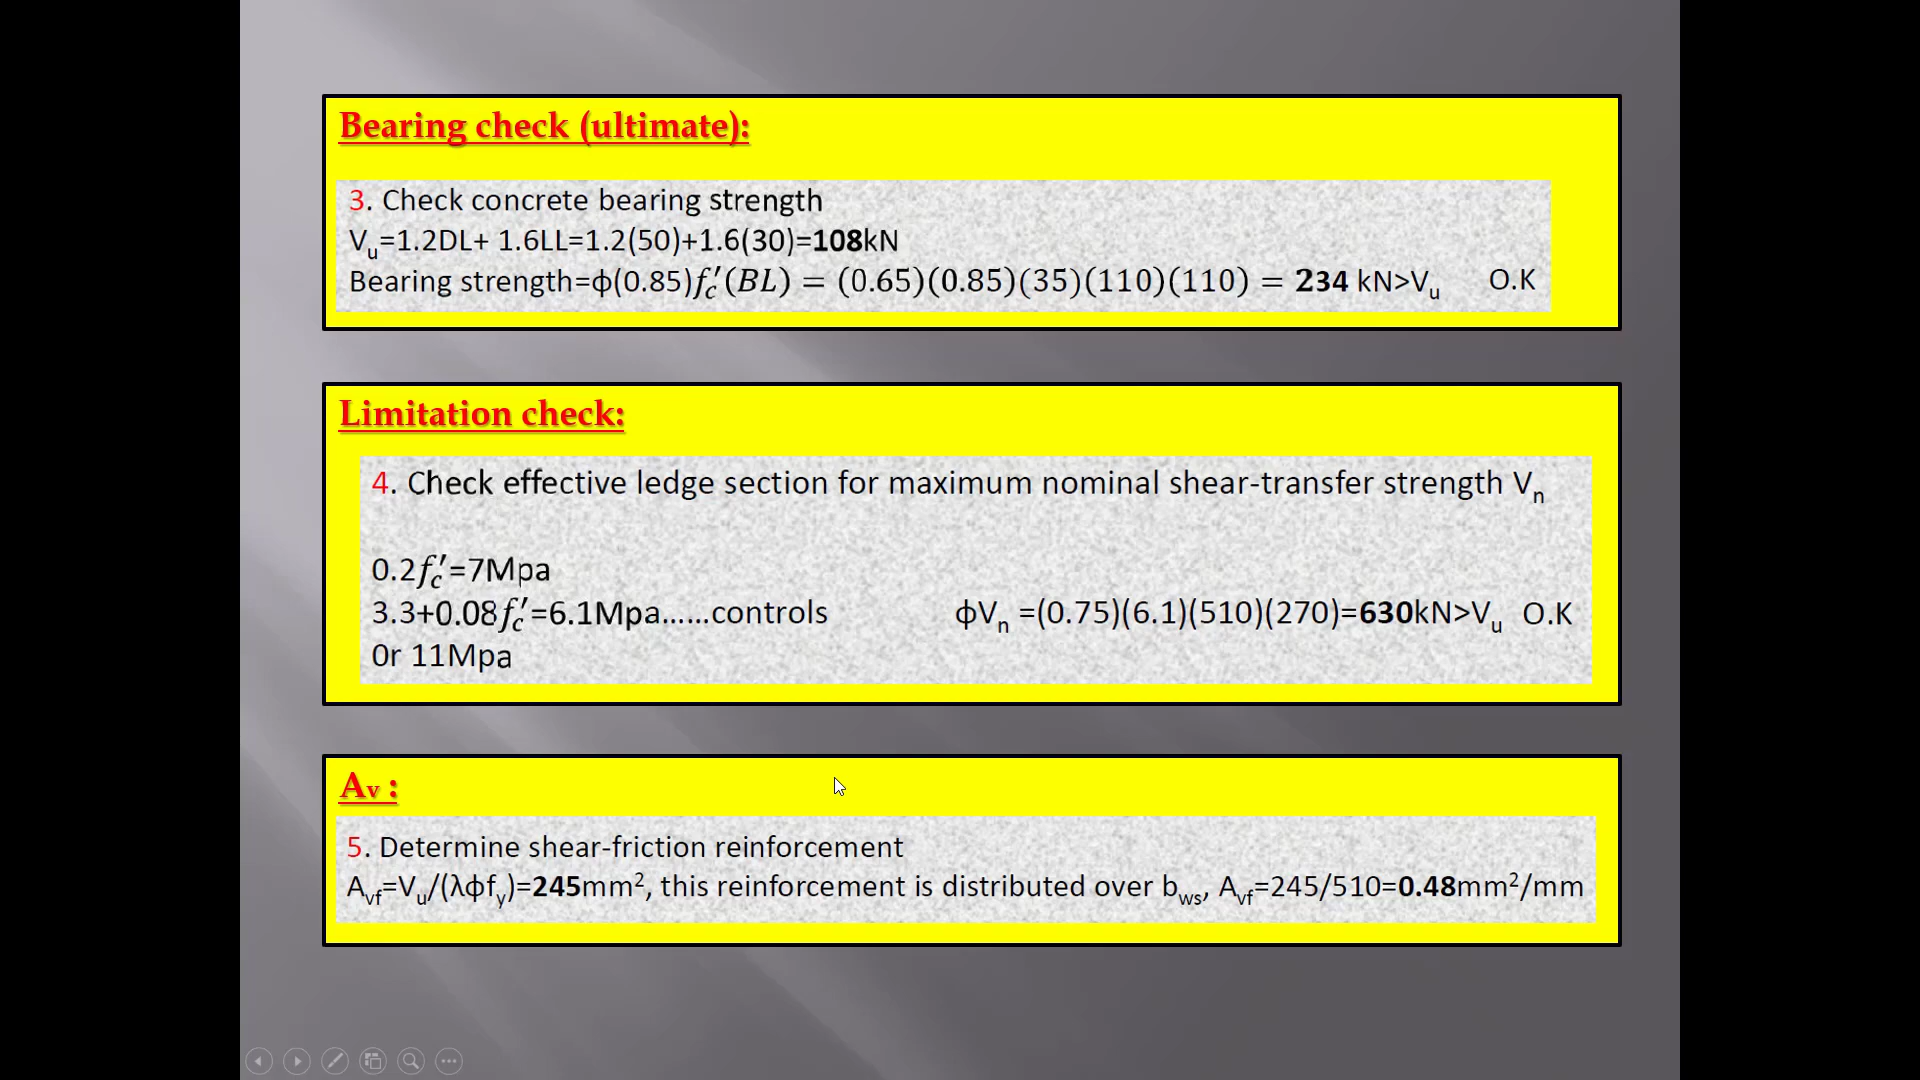 Bearing check (ultimate):
3. Check concrete bearing strength
Vu=1.2DL+ 1.6LL=1.2(50)+1.6(30)=108kN
Bearing strength=ϕ(0.85)f′c(BL) = (0.65)(0.85)(35)(110)(110) = 234 kN>Vu O.K
Limitation check:
4. Check effective ledge section for maximum nominal shear-transfer strength Vn
0.2f′c=7Mpa
3.3+0.08f′c=6.1Mpa......controls ϕVn =(0.75)(6.1)(510)(270)=630kN>Vu O.K
0r 11Mpa
Av :
5. Determine shear-friction reinforcement
Avf=Vu/(λϕfy)=245mm², this reinforcement is distributed over bws, Avf=245/510=0.48mm²/mm